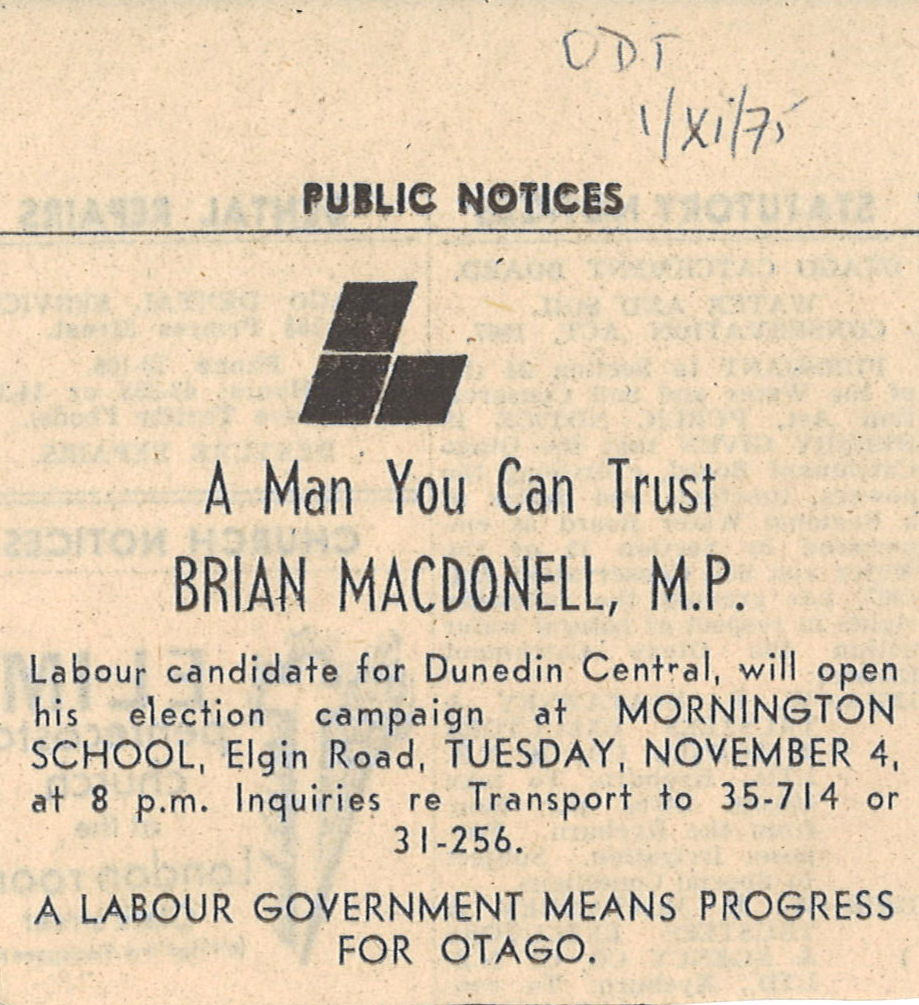 ODT
1/XI/75
PUBLIC NOTICES
A Man You Can Trust
BRIAN MACDONELL, M.P.
Labour candidate for Dunedin Central, will open
his election campaign at MORNINGTON
SCHOOL, Elgin Road, TUESDAY, NOVEMBER 4,
at 8 p.m. Inquiries re Transport to 35-714 or
31-256.
A LABOUR GOVERNMENT MEANS PROGRESS
FOR OTAGO.